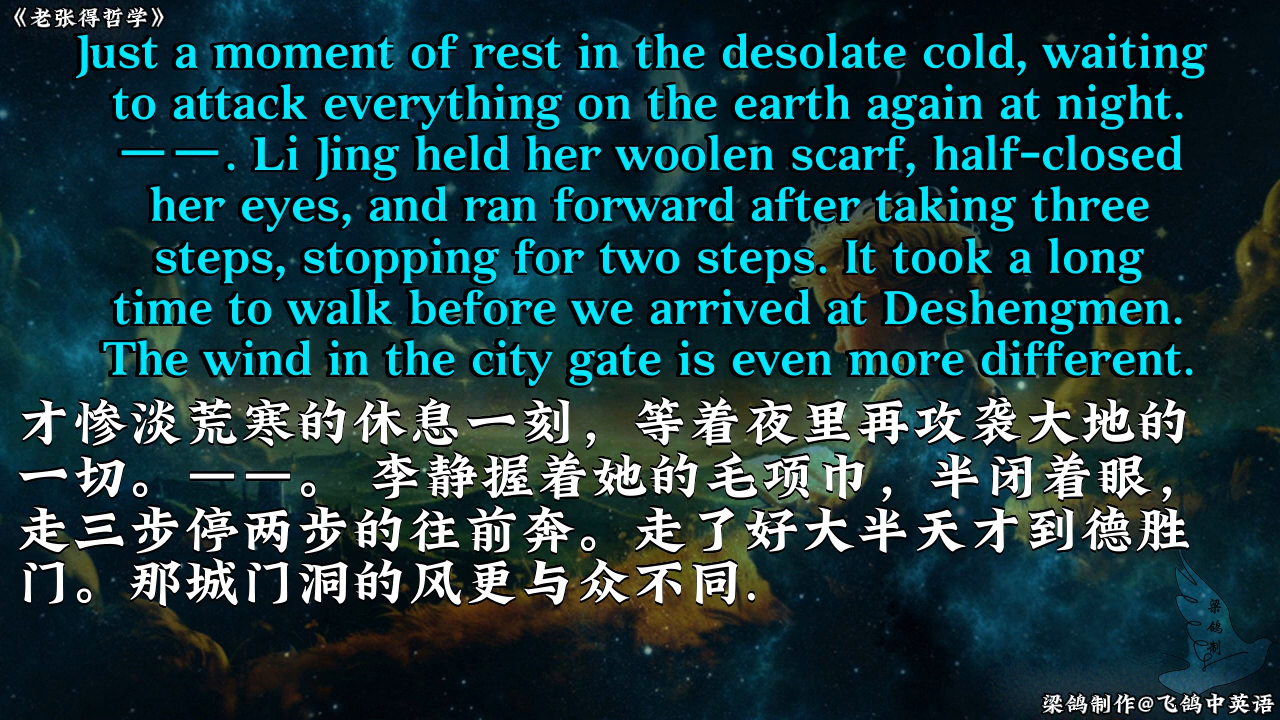 《老张得哲学》
Just a moment of rest in the desolate cold, waiting
to attack everything on the earth again at night.
——. Li Jing held her woolen scarf, half-closed
her eyes, and ran forward after taking three
steps, stopping for two steps. It took a long
time to walk before we arrived at Deshengmen.
The wind in the city gate is even more different.
才惨淡荒寒的休息一刻，等着夜里再攻袭大地的
一切。——。 李静握着她的毛项巾，半闭着眼，
走三步停两步的往前奔。走了好大半天才到德胜
门。那城门洞的风更与众不同.
梁鸽制
梁鸽制作@飞鸽中英语